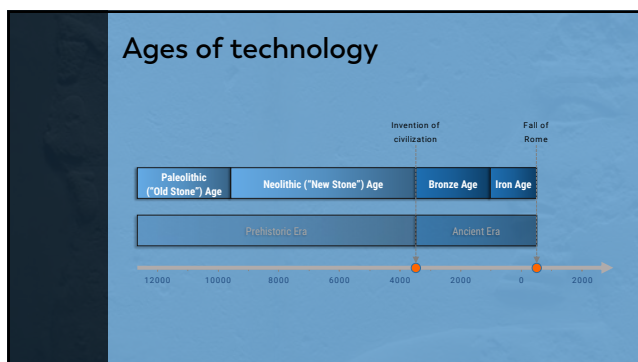 Ages of technology
Invention of
civilization
Fall of
Rome
Paleolithic
("Old Stone") Age
Neolithic ("New Stone") Age
Bronze Age
Iron Age
Prehistoric Era
Ancient Era
12000 10000 8000 6000 4000 2000 0 2000